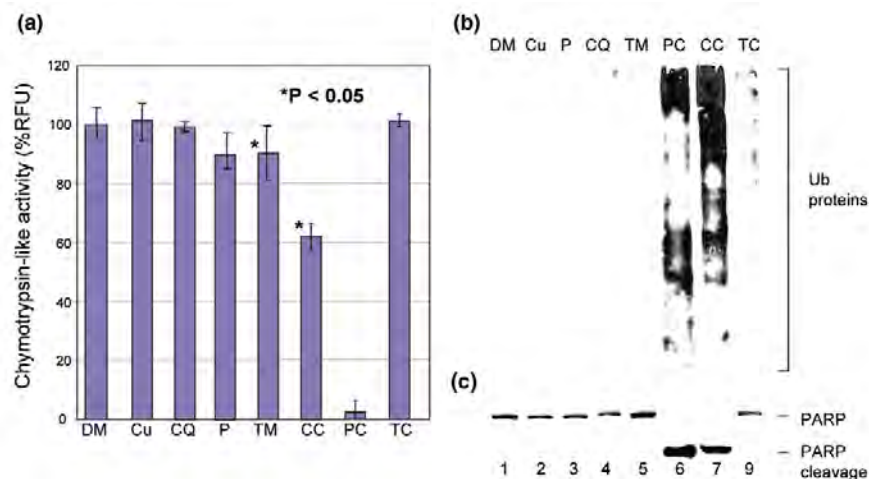 (a)
Chymotrypsin-like activity (%RFU)
120
100
80
60
40
20
0
*P < 0.05
*
*
DM Cu CQ P TM CC PC TC
(b)
DM Cu P CQ TM PC CC TC
Ub
proteins
(c)
PARP
PARP
cleavage
1 2 3 4 5 6 7 9